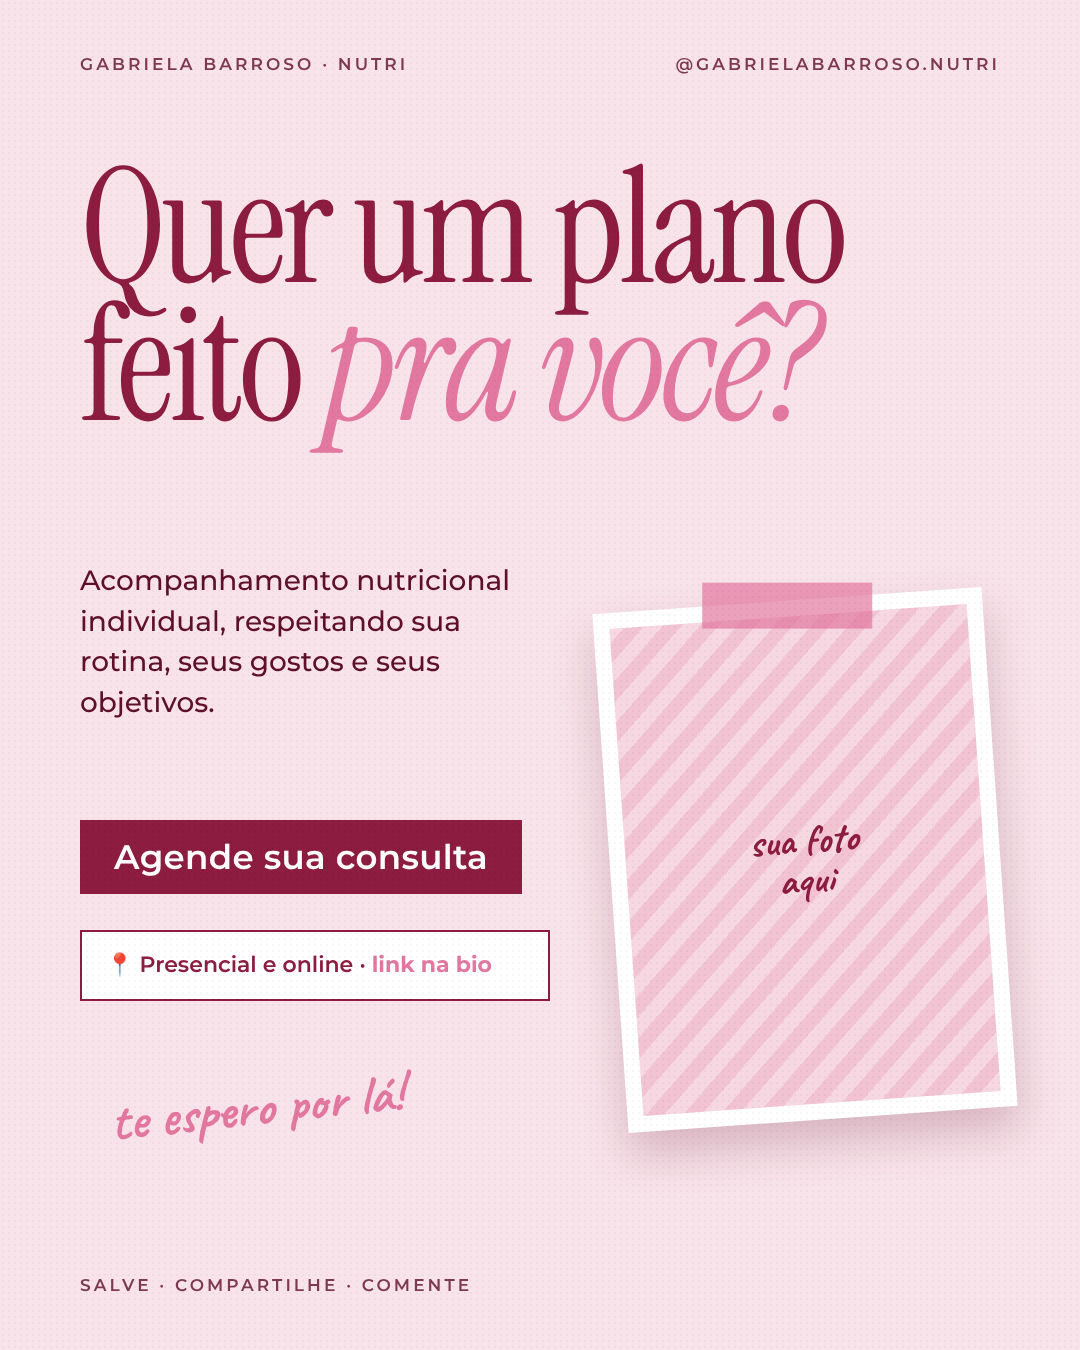 GABRIELA BARROSO · NUTRI
@GABRIELABARROSO.NUTRI
Quer um plano
feito pra você?
Acompanhamento nutricional
individual, respeitando sua
rotina, seus gostos e seus
objetivos.
Agende sua consulta
📍 Presencial e online · link na bio
te espero por lá!
sua foto
aqui
SALVE · COMPARTILHE · COMENTE